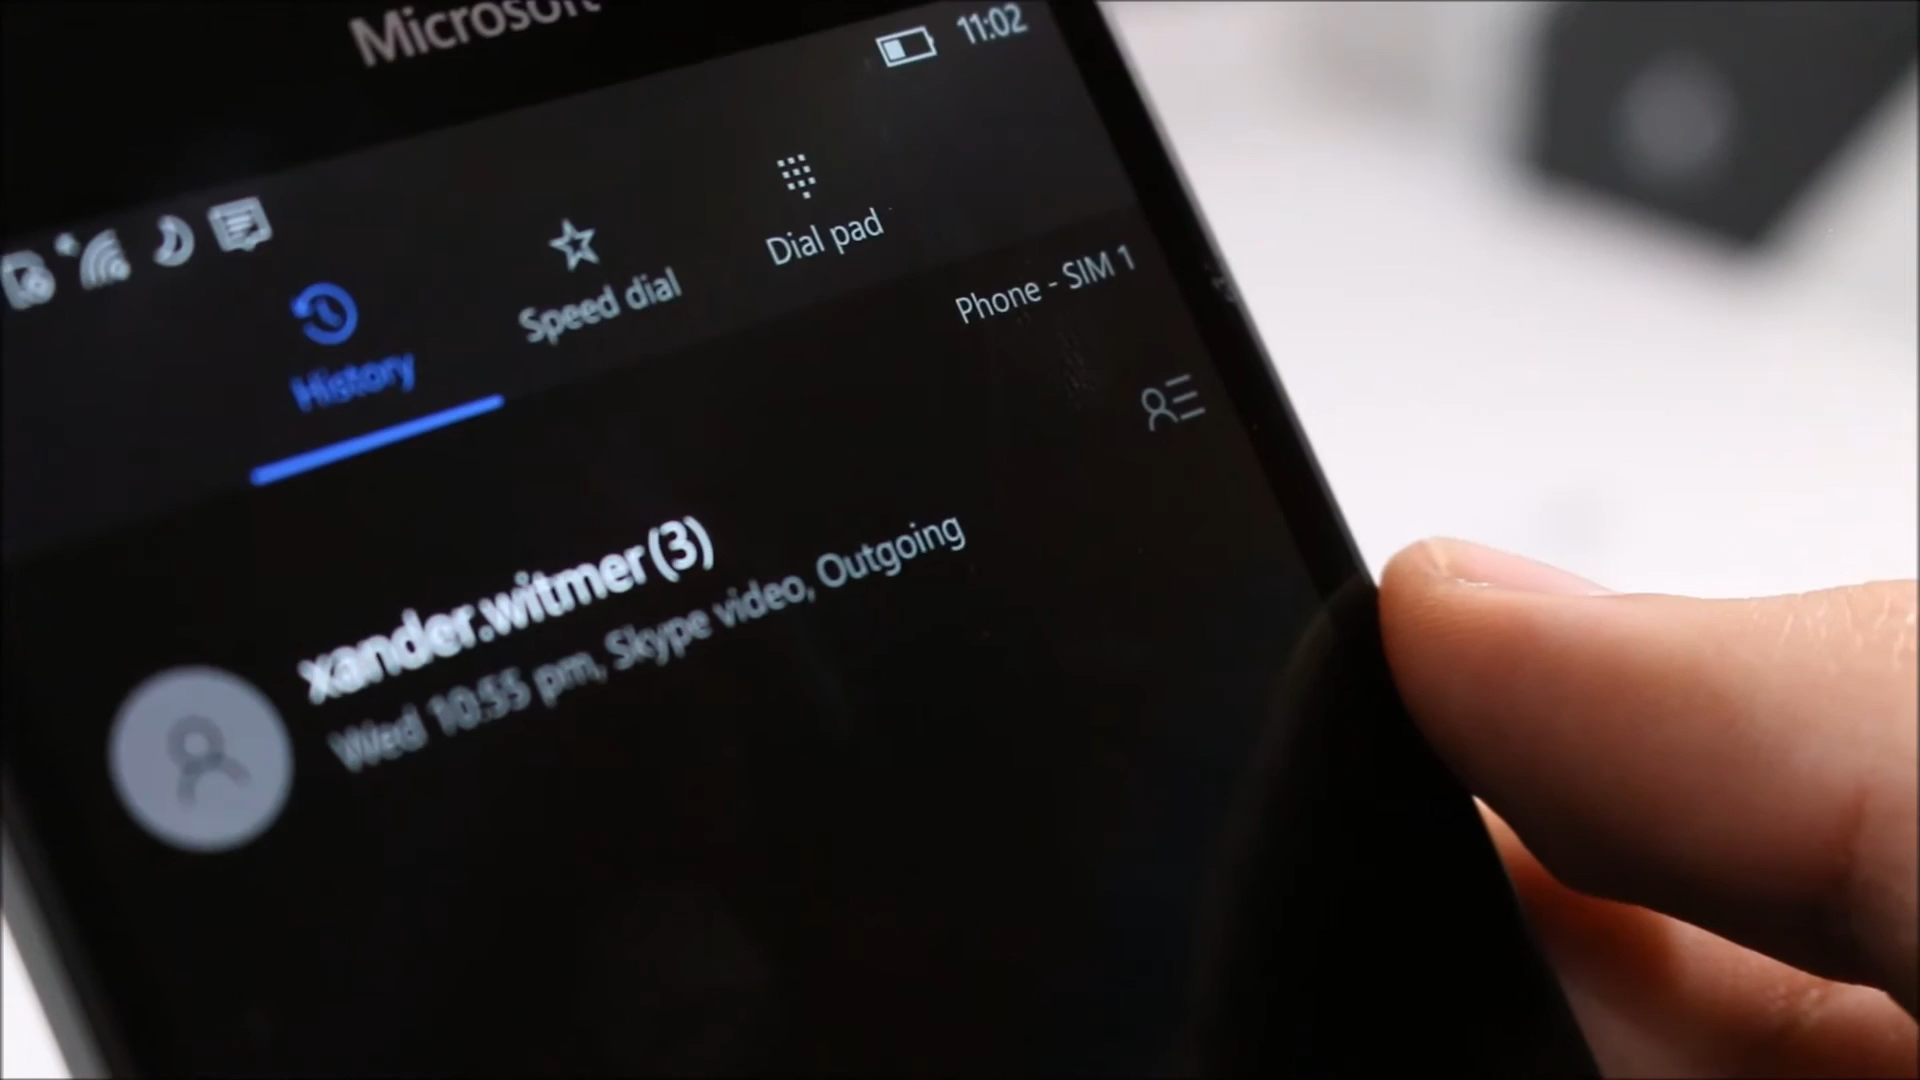 Microsoft
11:02
History
Speed dial
Dial pad
Phone - SIM 1
xander.witmer (3)
Wed 10:55 pm, Skype video, Outgoing